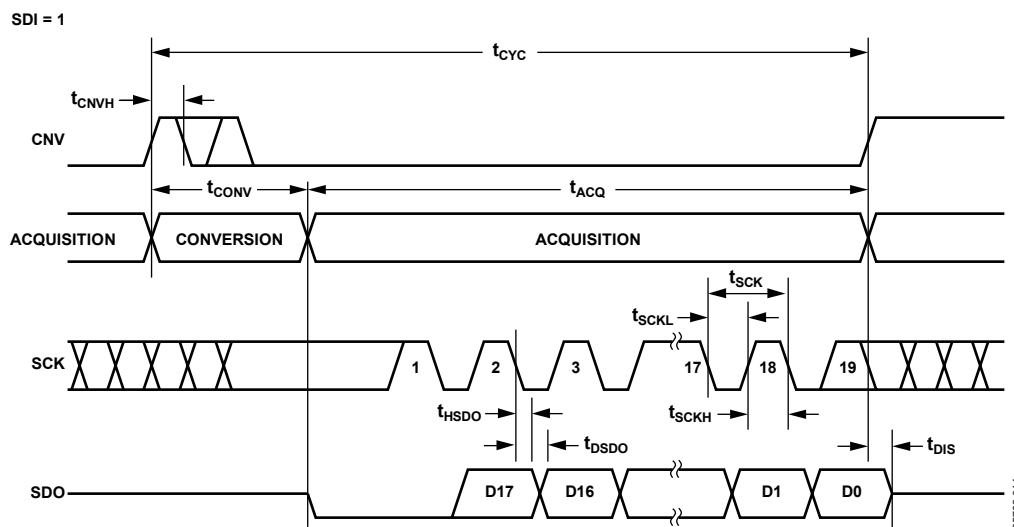 SDI = 1
tCYC
tCNVH
CNV
tCONV tACQ
ACQUISITION CONVERSION ACQUISITION
tSCK
tSCKL
SCK 1 2 3 17 18 19
tHSDO tSCKH
tDSDO tDIS
SDO D17 D16 D1 D0